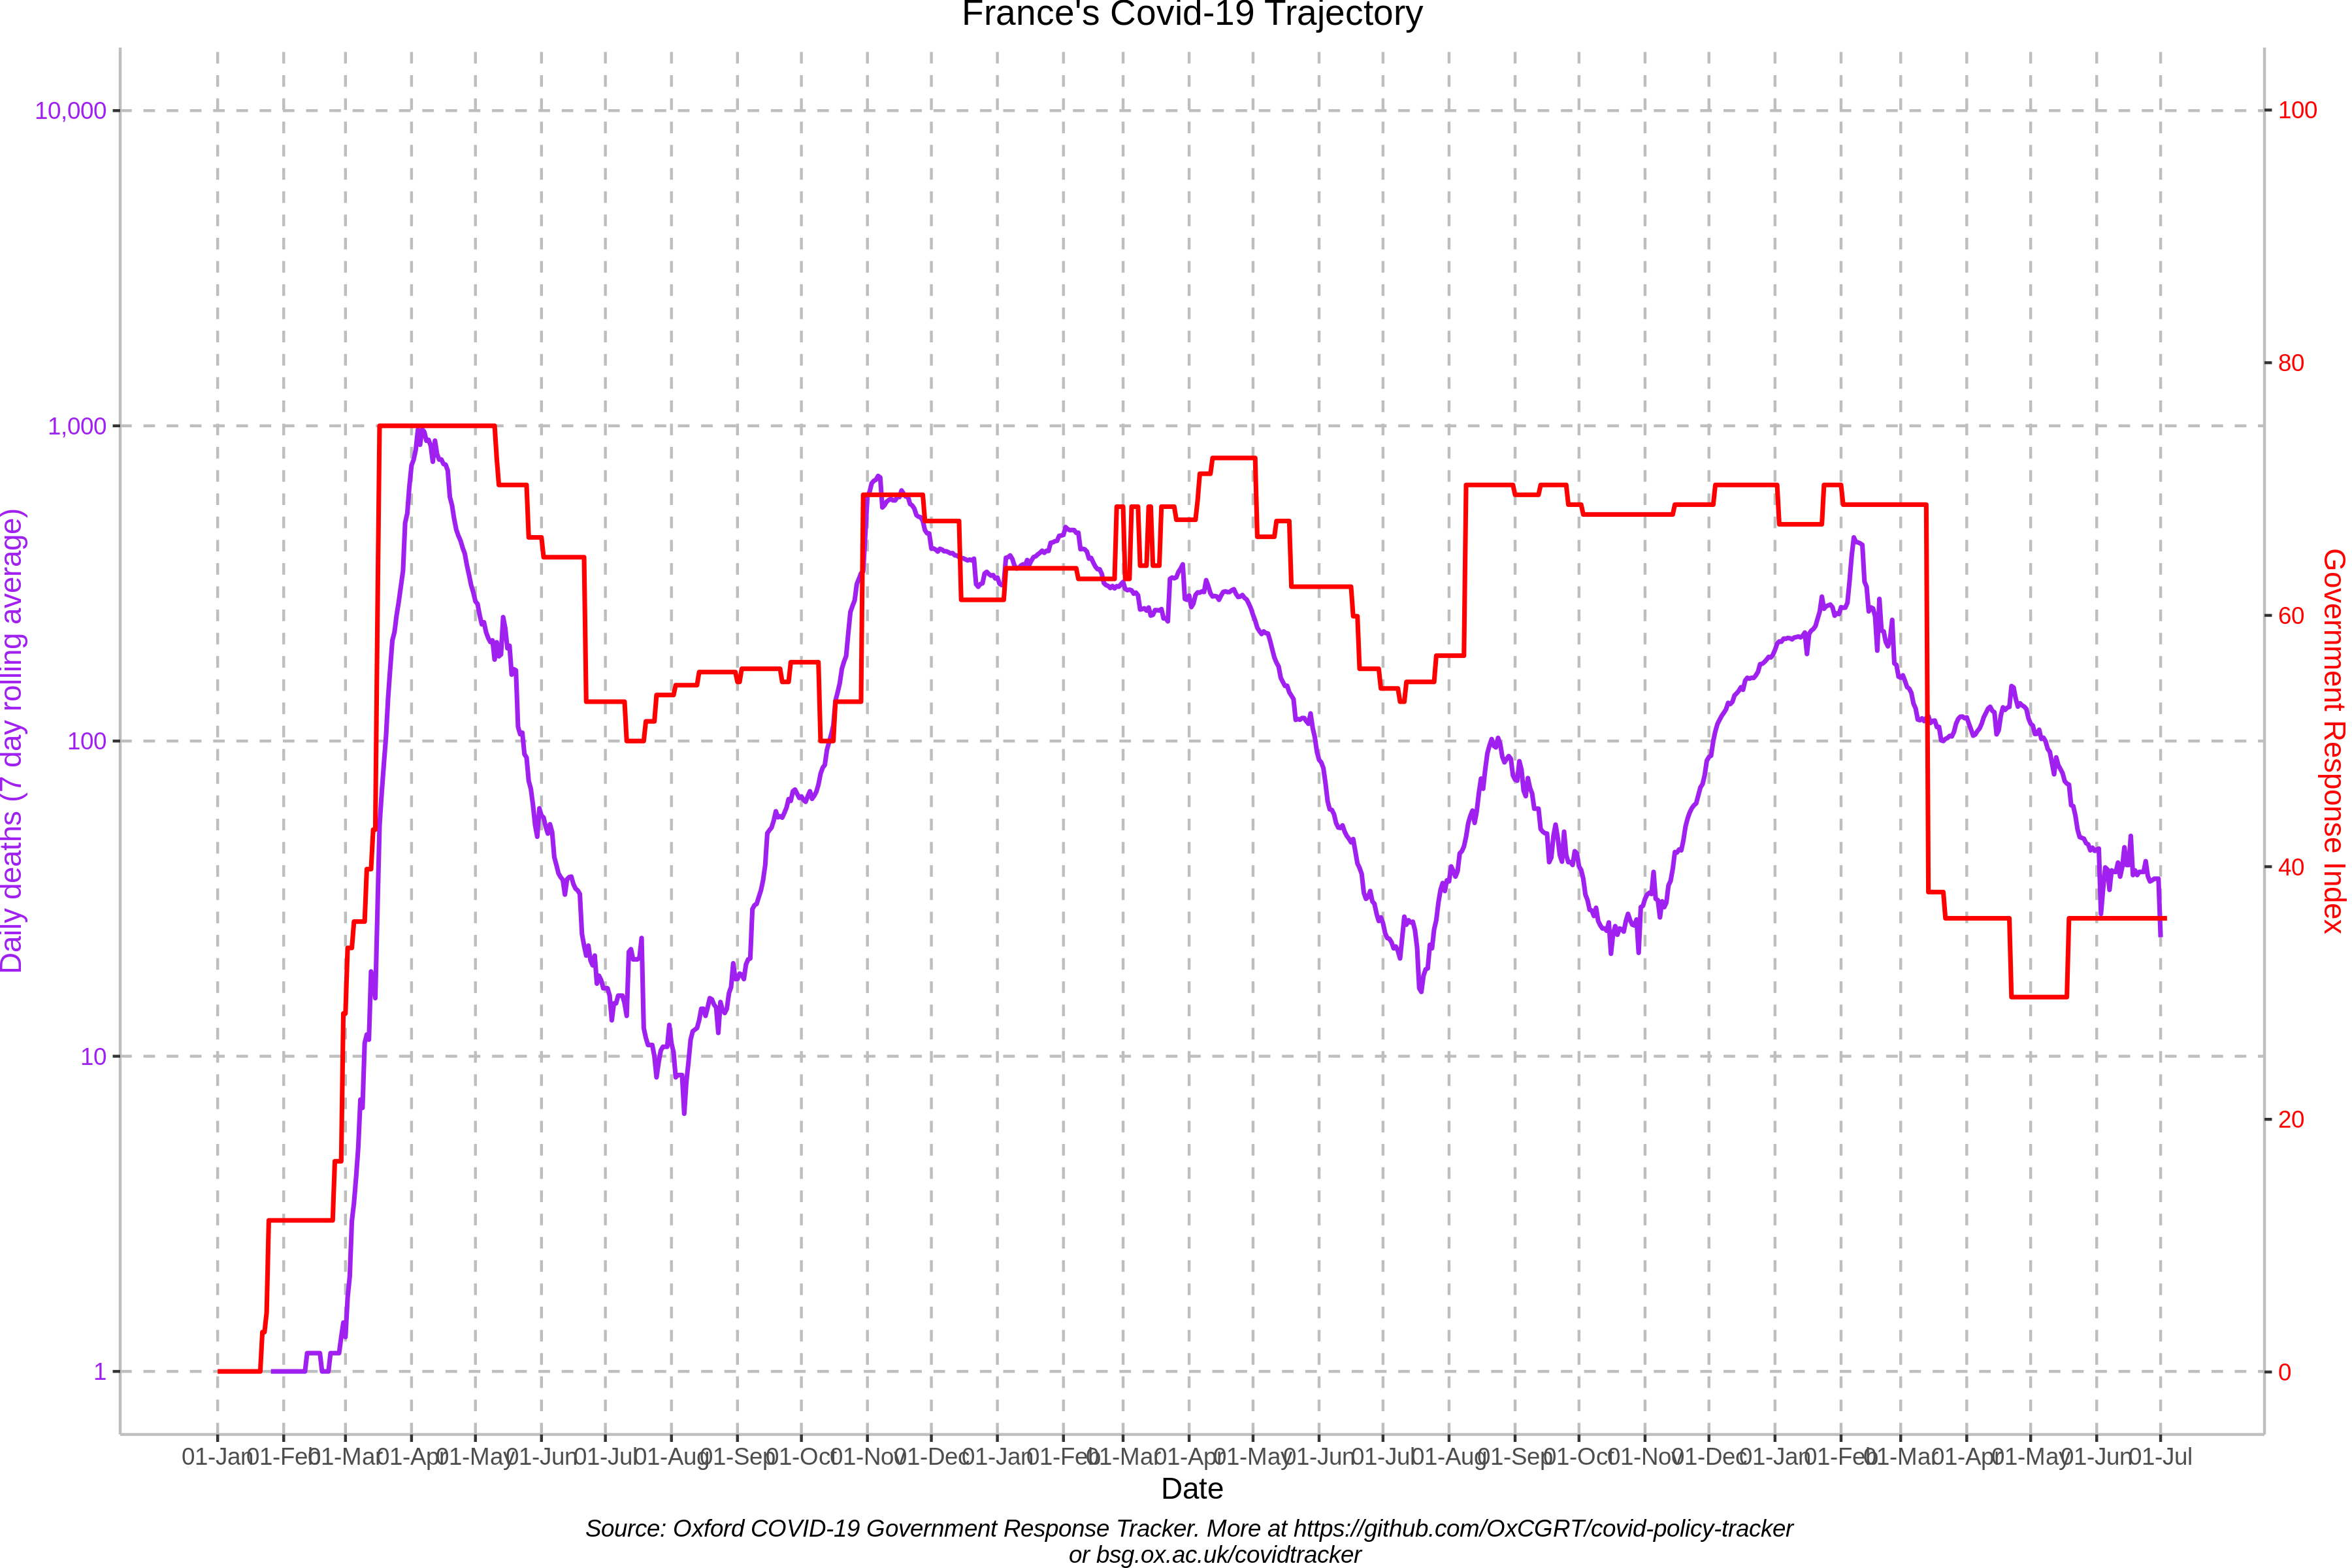 France's Covid-19 Trajectory
10,000
1,000
100
10
1
Daily deaths (7 day rolling average)
100
80
60
40
20
0
Government Response Index
01-Jan 01-Feb 01-Mar 01-Apr 01-May 01-Jun 01-Jul 01-Aug 01-Sep 01-Oct 01-Nov 01-Dec 01-Jan 01-Feb 01-Mar 01-Apr 01-May 01-Jun 01-Jul 01-Aug 01-Sep 01-Oct 01-Nov 01-Dec 01-Jan 01-Feb 01-Mar 01-Apr 01-May 01-Jun 01-Jul
Date
Source: Oxford COVID-19 Government Response Tracker. More at https://github.com/OxCGRT/covid-policy-tracker
or bsg.ox.ac.uk/covidtracker